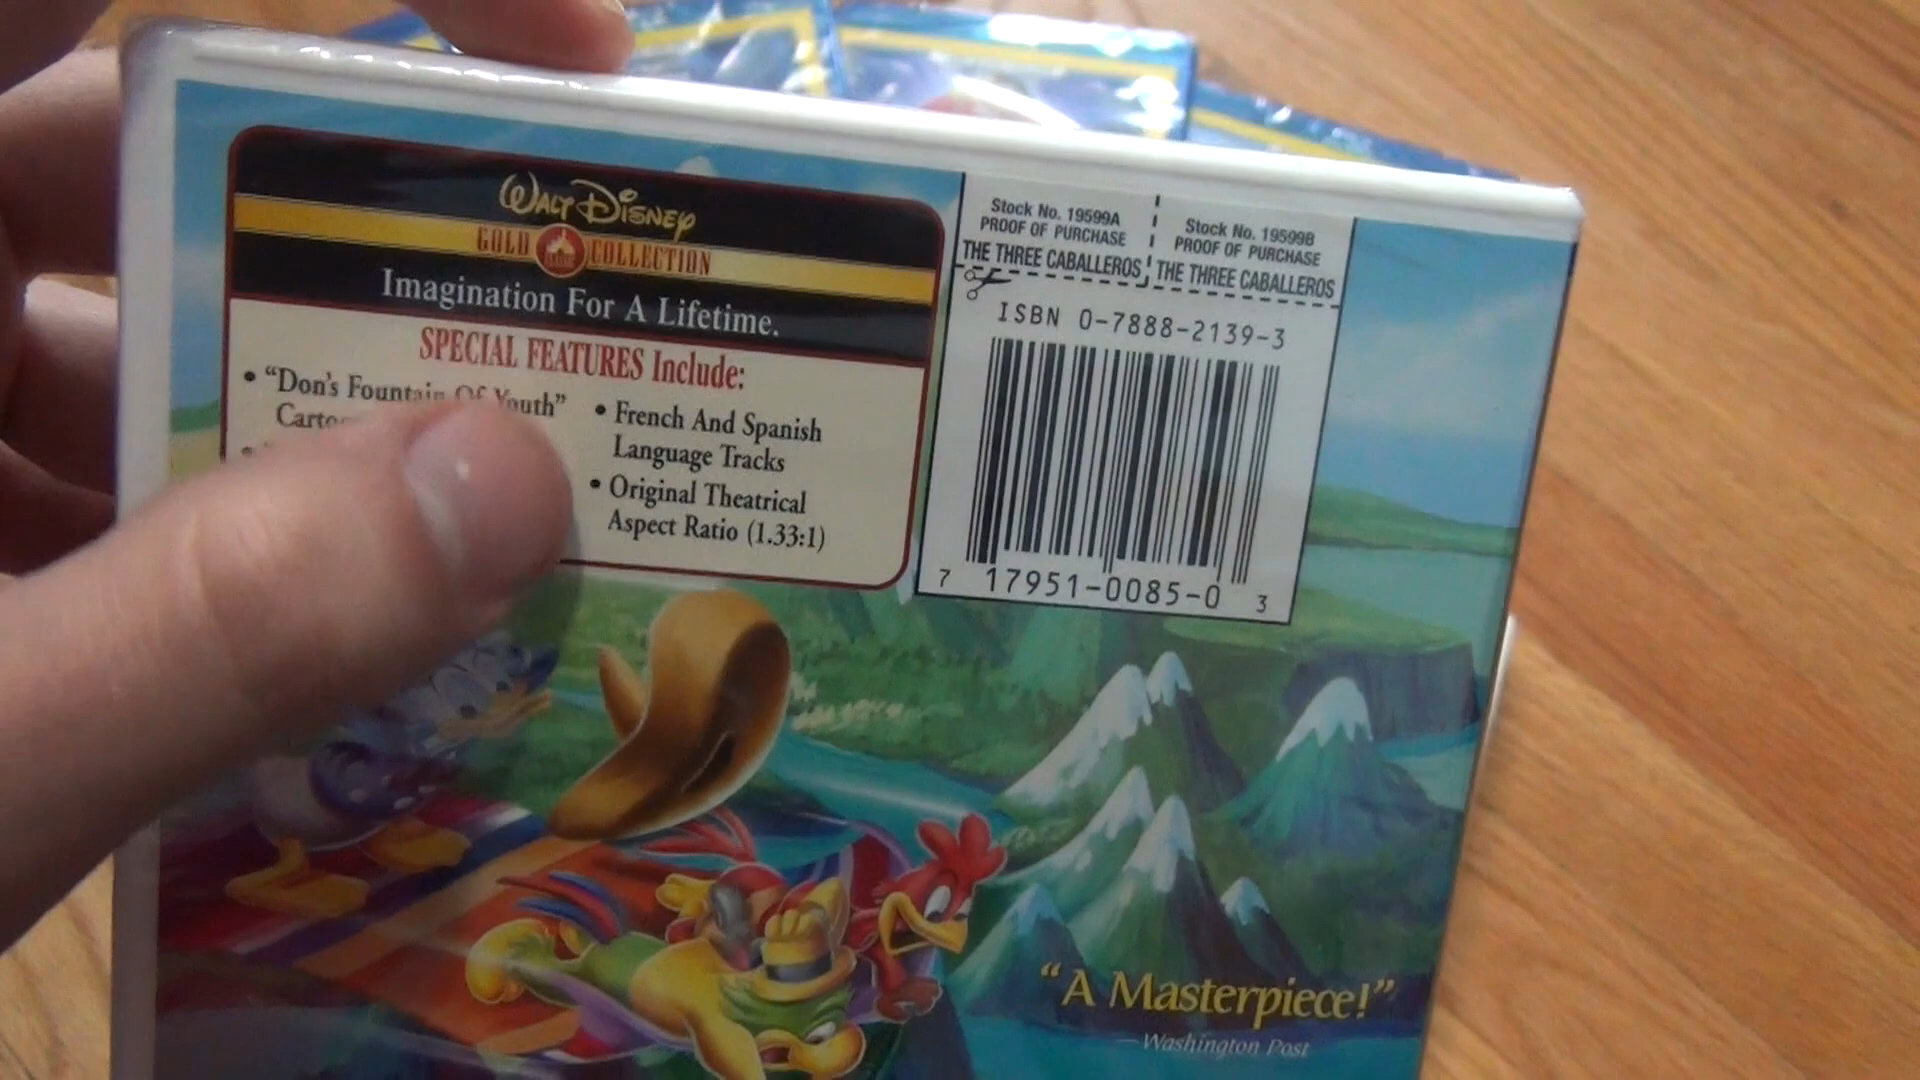 WALT DISNEY
GOLD COLLECTION
Imagination For A Lifetime.
SPECIAL FEATURES Include:
• "Don's Fountain Of Youth"
• French And Spanish
Language Tracks
• Original Theatrical
Aspect Ratio (1.33:1)
Stock No. 19599A
PROOF OF PURCHASE
THE THREE CABALLEROS
Stock No. 19599B
PROOF OF PURCHASE
THE THREE CABALLEROS
ISBN 0-7888-2139-3
7 17951-0085-0 3
"A Masterpiece!"
—Washington Post